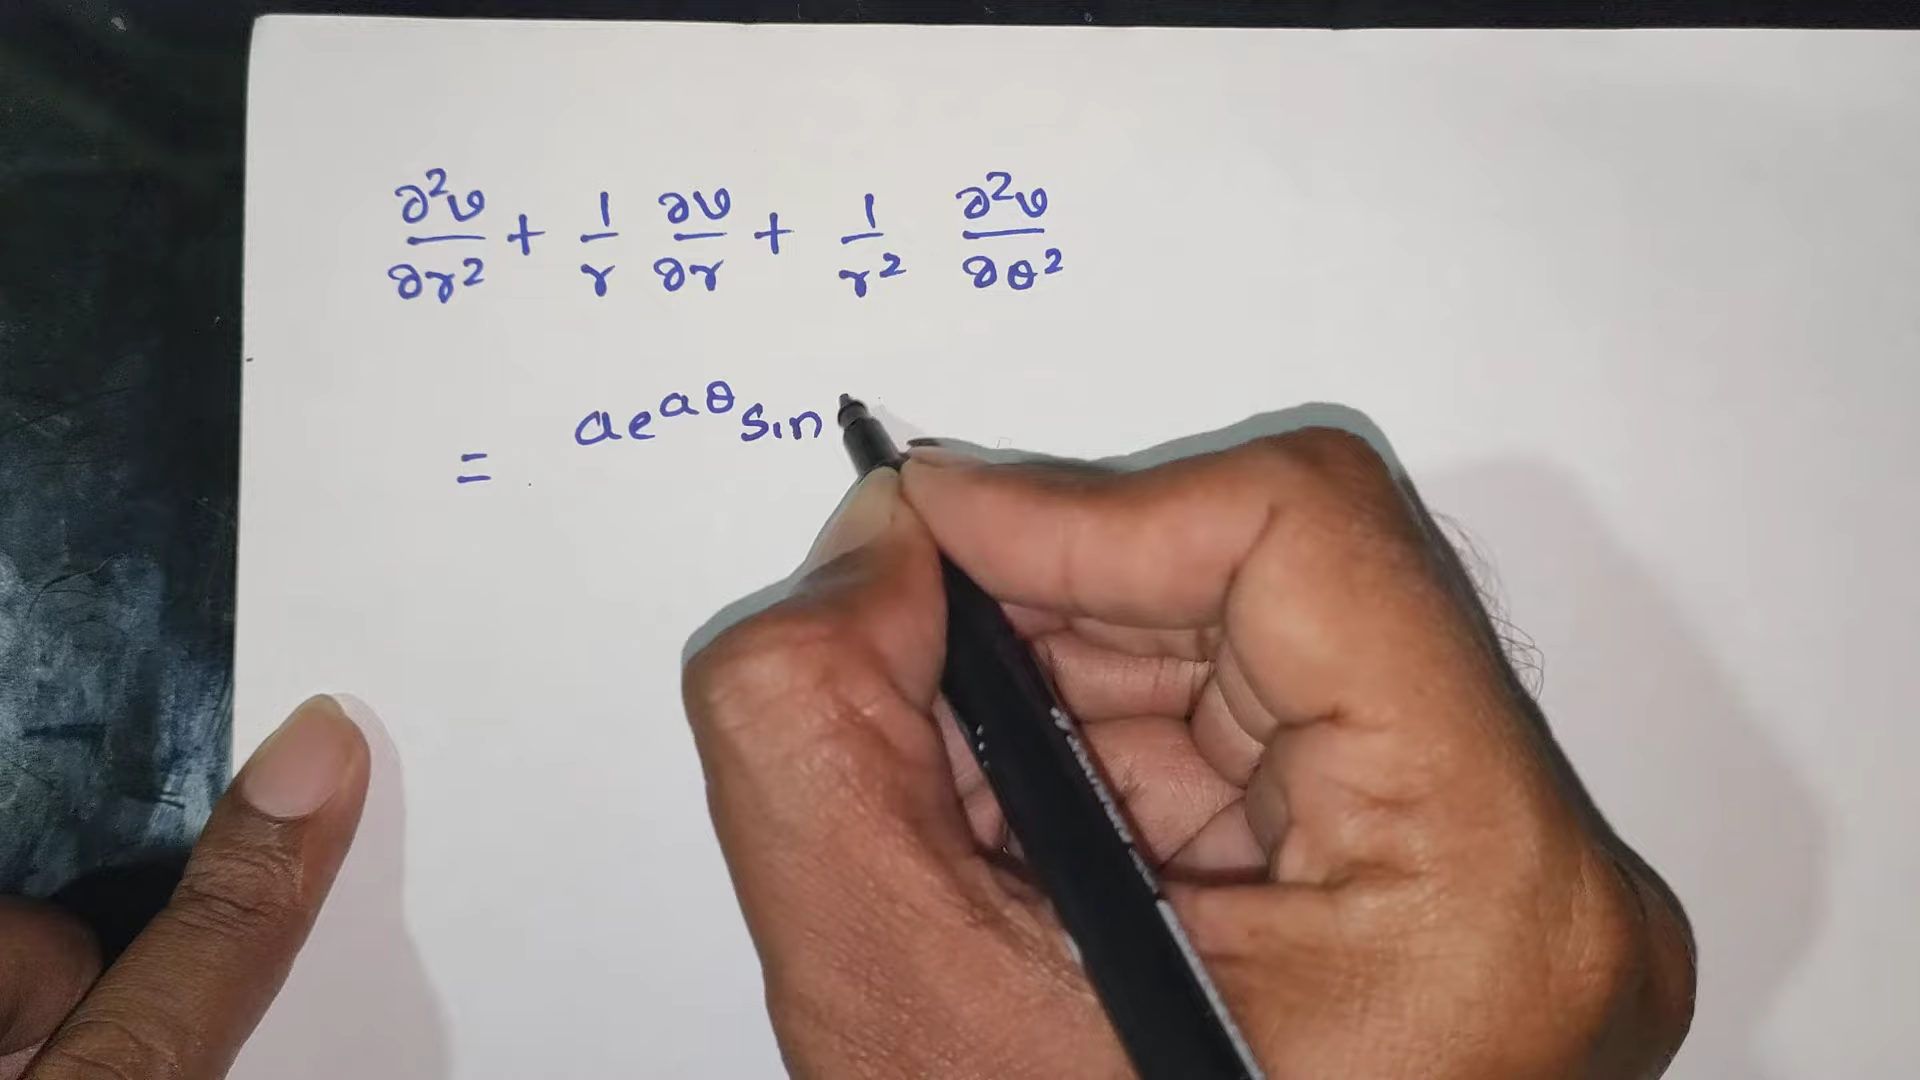 ∂²v/∂r² + 1/r ∂v/∂r + 1/r² ∂²v/∂θ²
= ae^{aθ} sin